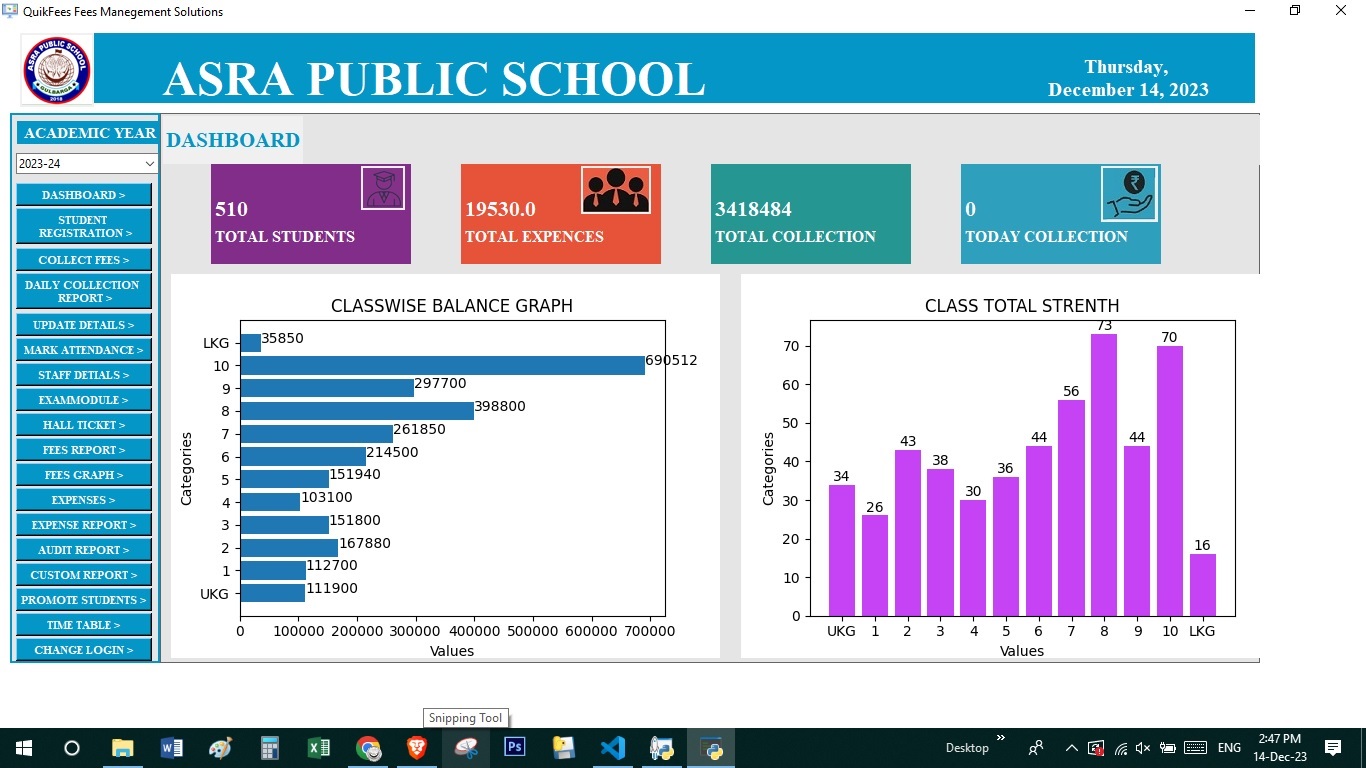 QuikFees Fees Manegement Solutions
ASRA PUBLIC SCHOOL
GULBARGA
2018
ASRA PUBLIC SCHOOL
Thursday,
December 14, 2023
ACADEMIC YEAR
2023-24
DASHBOARD >
STUDENT
REGISTRATION >
COLLECT FEES >
DAILY COLLECTION
REPORT >
UPDATE DETAILS >
MARK ATTENDANCE >
STAFF DETIALS >
EXAMMODULE >
HALL TICKET >
FEES REPORT >
FEES GRAPH >
EXPENSES >
EXPENSE REPORT >
AUDIT REPORT >
CUSTOM REPORT >
PROMOTE STUDENTS >
TIME TABLE >
CHANGE LOGIN >
DASHBOARD
510
TOTAL STUDENTS
19530.0
TOTAL EXPENCES
3418484
TOTAL COLLECTION
₹
0
TODAY COLLECTION
CLASSWISE BALANCE GRAPH
Categories
LKG 35850
10 690512
9 297700
8 398800
7 261850
6 214500
5 151940
4 103100
3 151800
2 167880
1 112700
UKG 111900
0 100000 200000 300000 400000 500000 600000 700000
Values
CLASS TOTAL STRENTH
Categories
70
60
50
40
30
20
10
0
34 26 43 38 30 36 44 56 73 44 70 16
UKG 1 2 3 4 5 6 7 8 9 10 LKG
Values
Snipping Tool
Desktop
ENG
2:47 PM
14-Dec-23